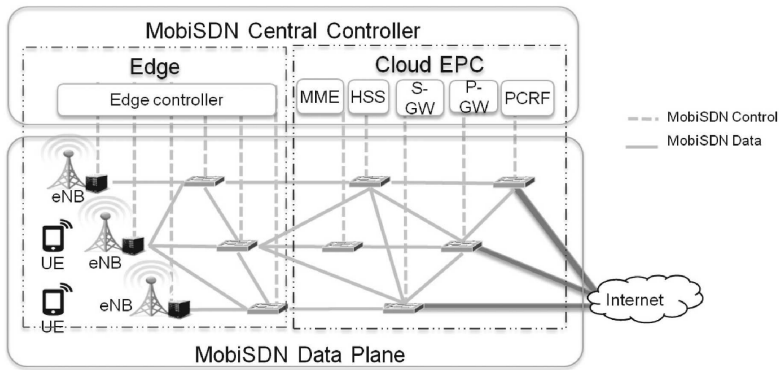 MobiSDN Central Controller
Edge
Cloud EPC
Edge controller
MME
HSS
S-
GW
P-
GW
PCRF
MobiSDN Control
MobiSDN Data
eNB
UE
eNB
eNB
UE
Internet
MobiSDN Data Plane